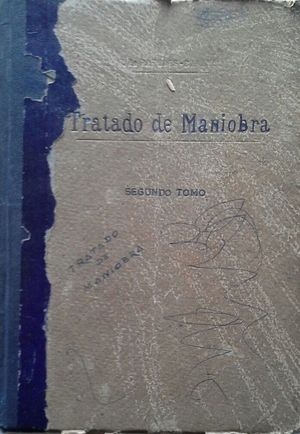 Tratado de Maniobra
SEGUNDO TOMO
TRATADO
DE
MANIOBRA